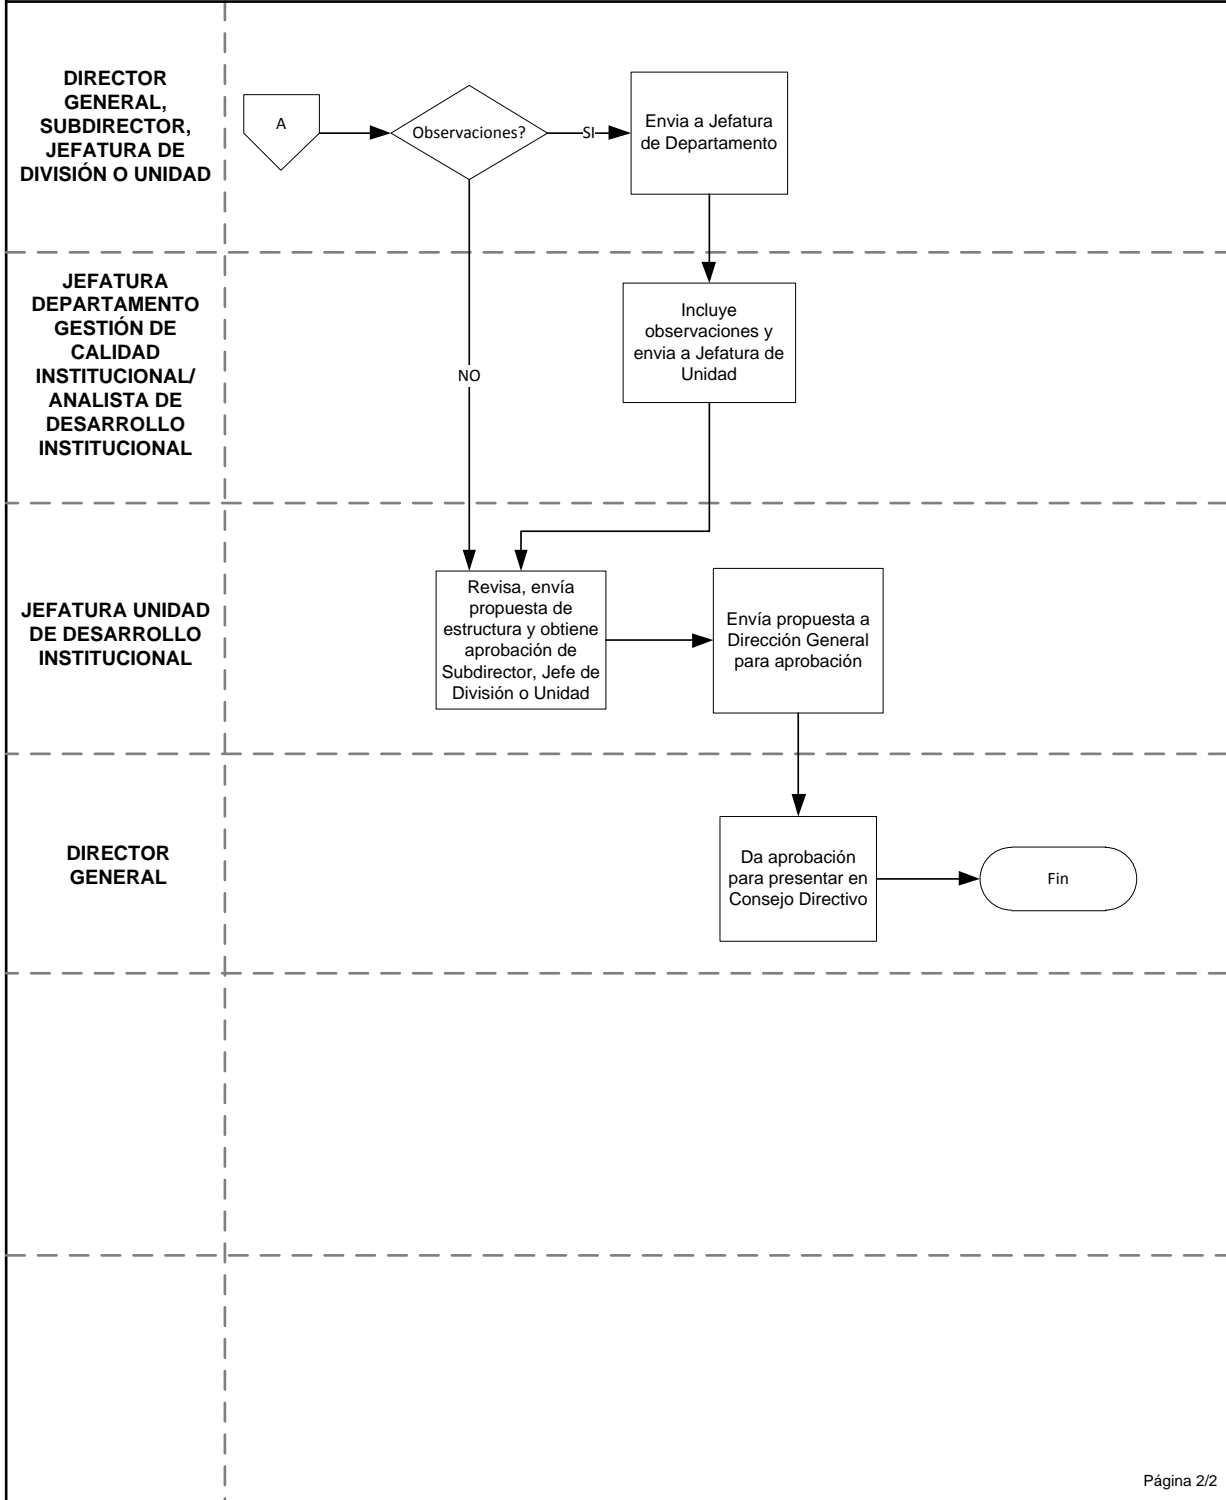 DIRECTOR
GENERAL,
SUBDIRECTOR,
JEFATURA DE
DIVISIÓN O UNIDAD
A
Observaciones?
SI
Envia a Jefatura
de Departamento
JEFATURA
DEPARTAMENTO
GESTIÓN DE
CALIDAD
INSTITUCIONAL/
ANALISTA DE
DESARROLLO
INSTITUCIONAL
NO
Incluye
observaciones y
envia a Jefatura de
Unidad
JEFATURA UNIDAD
DE DESARROLLO
INSTITUCIONAL
Revisa, envía
propuesta de
estructura y obtiene
aprobación de
Subdirector, Jefe de
División o Unidad
Envía propuesta a
Dirección General
para aprobación
DIRECTOR
GENERAL
Da aprobación
para presentar en
Consejo Directivo
Fin
Página 2/2